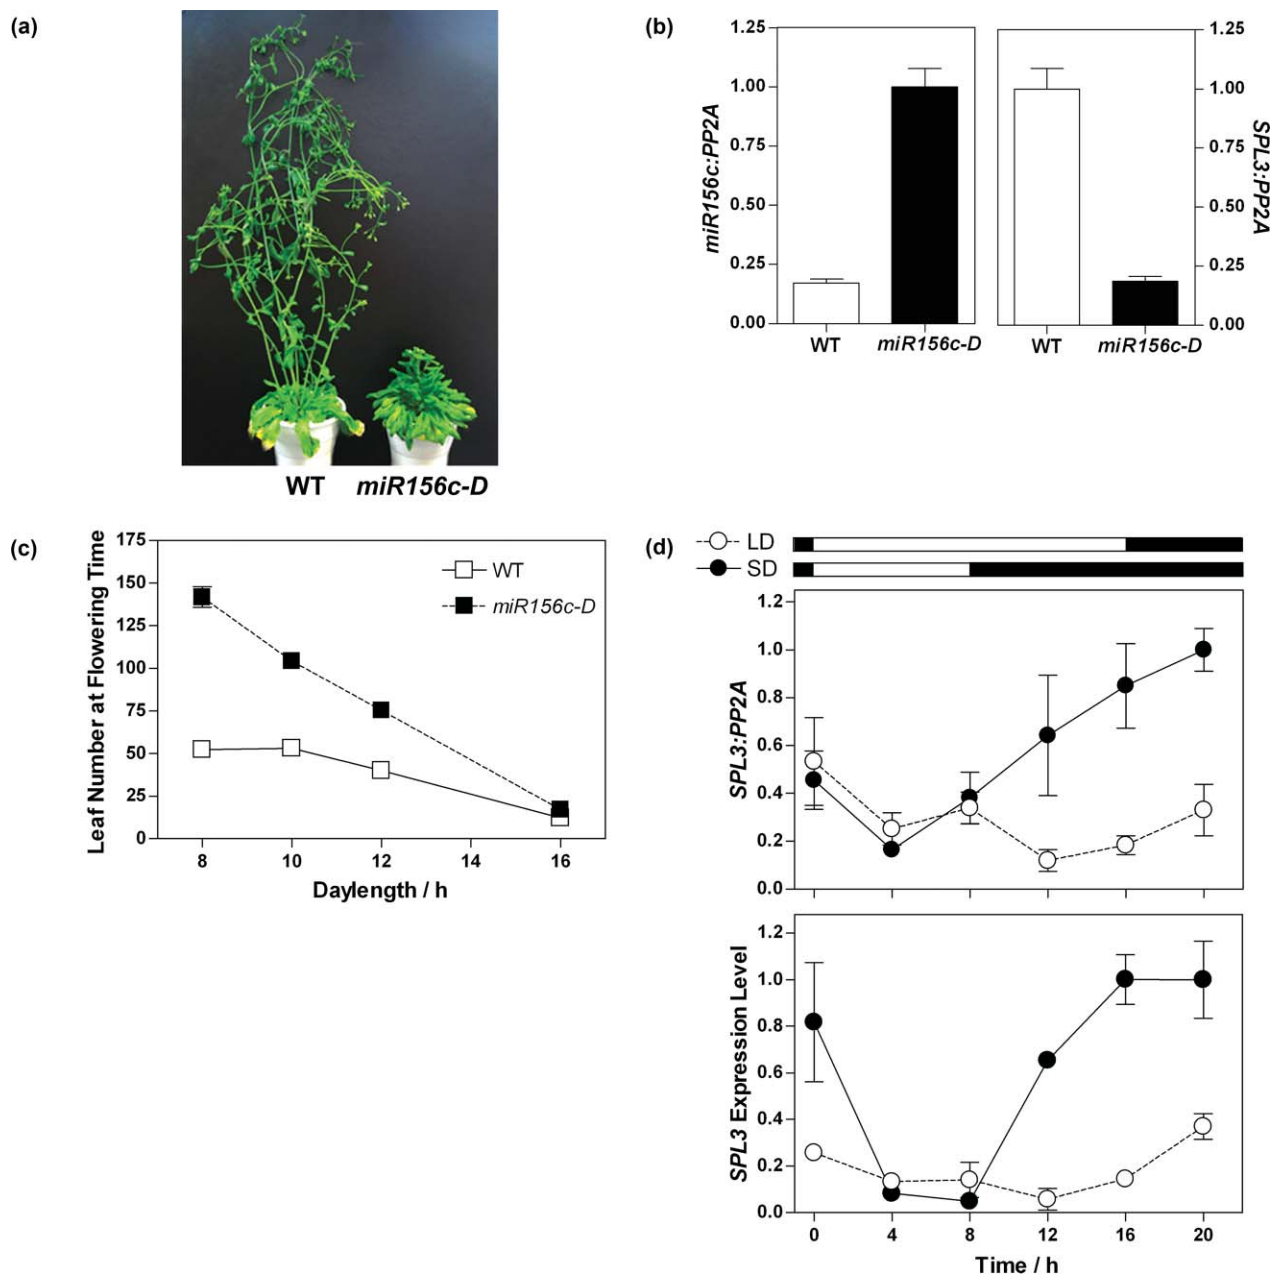 (a)
WT miR156c-D
(b)
miR156c:PP2A
1.25
1.00
0.75
0.50
0.25
0.00
WT miR156c-D
1.25
1.00
0.75
0.50
0.25
0.00
SPL3:PP2A
WT miR156c-D
(c)
Leaf Number at Flowering Time
175
150
125
100
75
50
25
0
WT
miR156c-D
8 10 12 14 16
Daylength / h
(d)
LD
SD
SPL3:PP2A
1.2
1.0
0.8
0.6
0.4
0.2
0.0
SPL3 Expression Level
1.2
1.0
0.8
0.6
0.4
0.2
0.0
0 4 8 12 16 20
Time / h